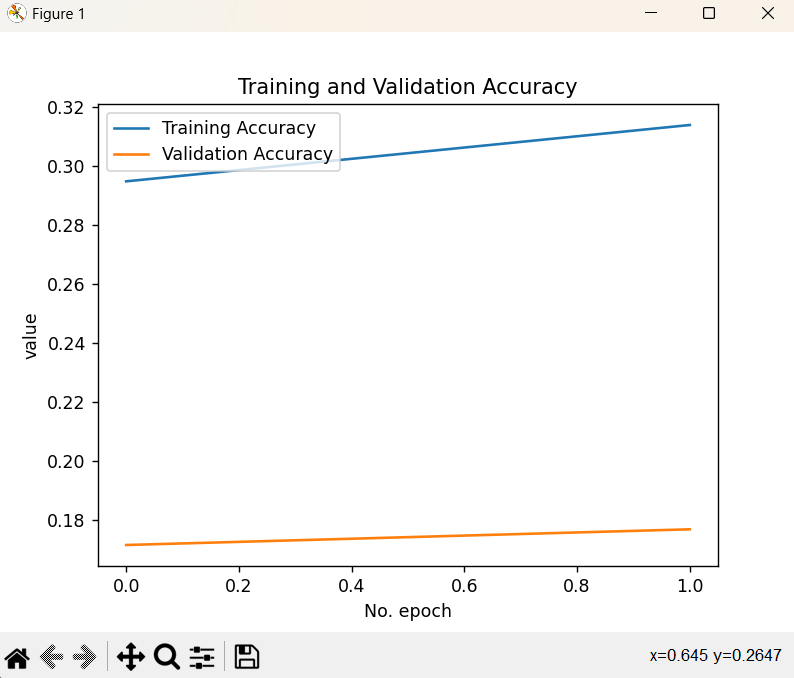 Figure 1
Training and Validation Accuracy
Training Accuracy
Validation Accuracy
0.32
0.30
0.28
0.26
0.24
0.22
0.20
0.18
value
0.0 0.2 0.4 0.6 0.8 1.0
No. epoch
x=0.645 y=0.2647